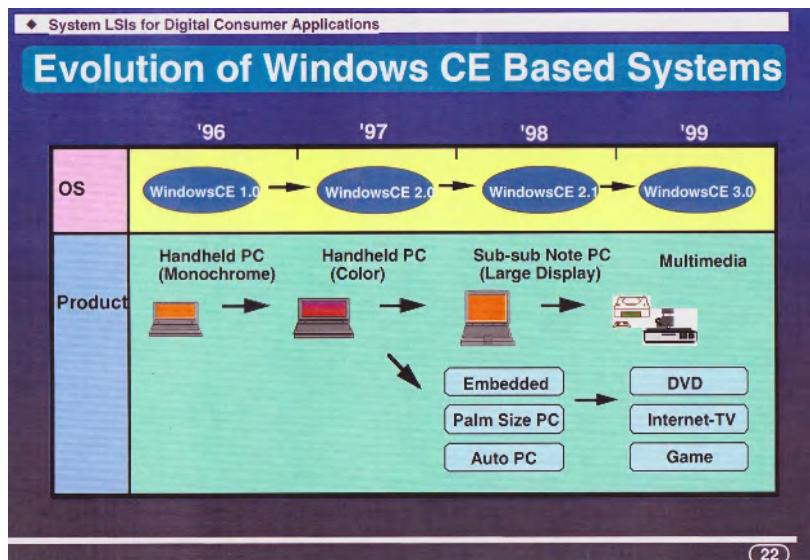 ◆ System LSIs for Digital Consumer Applications
Evolution of Windows CE Based Systems
'96 '97 '98 '99
OS
WindowsCE 1.0 WindowsCE 2.0 WindowsCE 2.1 WindowsCE 3.0
Product
Handheld PC
(Monochrome)
Handheld PC
(Color)
Sub-sub Note PC
(Large Display)
Multimedia
Embedded
Palm Size PC
Auto PC
DVD
Internet-TV
Game
22